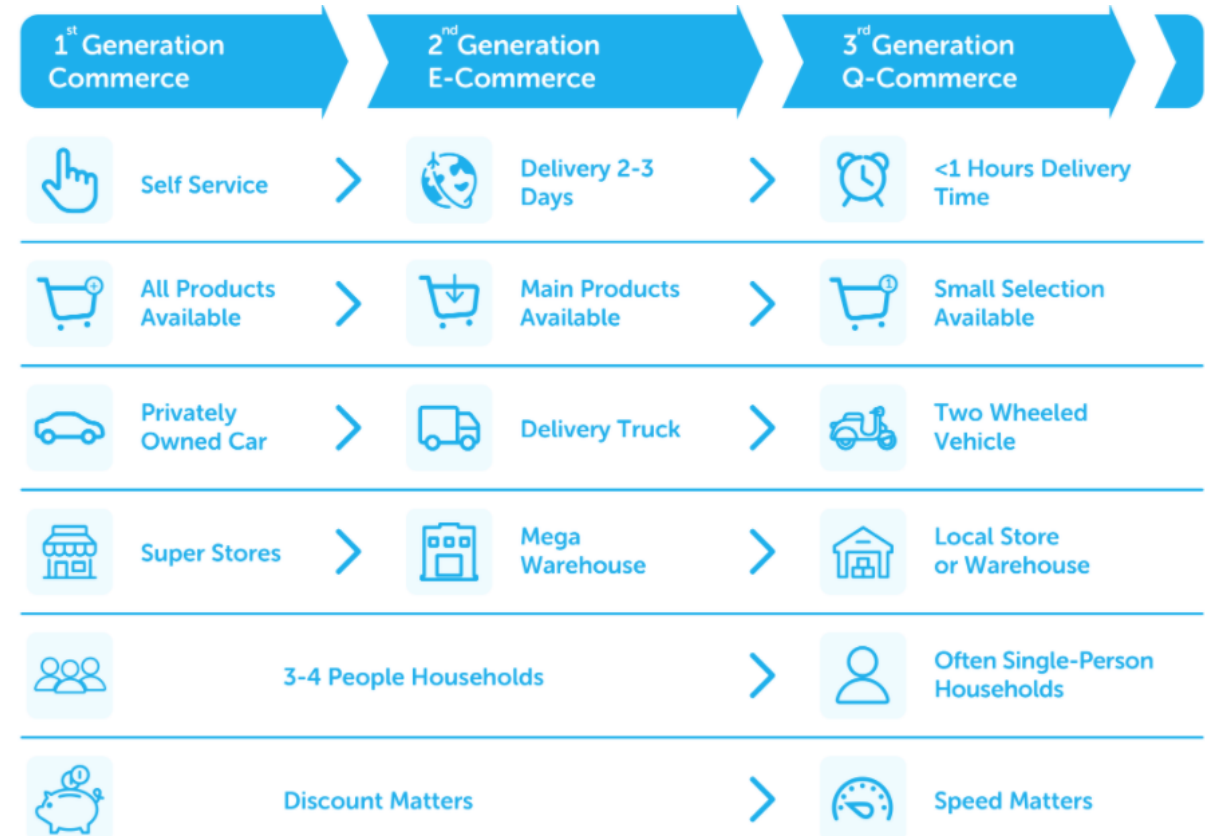 1st Generation
Commerce
2nd Generation
E-Commerce
3rd Generation
Q-Commerce
Self Service
Delivery 2-3
Days
<1 Hours Delivery
Time
All Products
Available
Main Products
Available
1
Small Selection
Available
Privately
Owned Car
Delivery Truck
Two Wheeled
Vehicle
Super Stores
Mega
Warehouse
Local Store
or Warehouse
3-4 People Households
Often Single-Person
Households
Discount Matters
Speed Matters